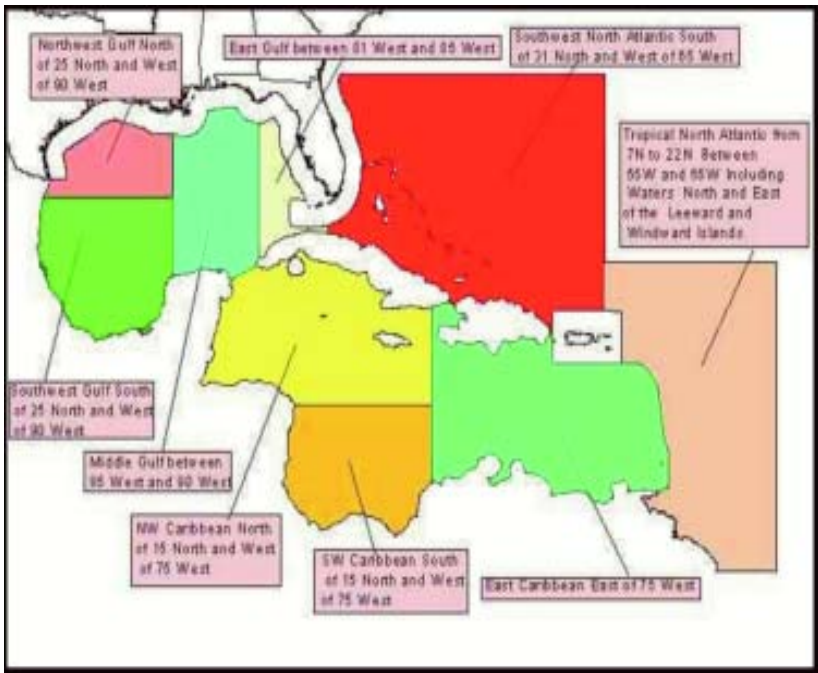 Northwest Gulf North
of 25 North and West
of 90 West
East Gulf between 81 West and 85 West
Southwest North Atlantic South
of 31 North and West of 65 West
Tropical North Atlantic from
7N to 22N Between
55W and 65W Including
Waters North and East
of the Leeward and
Windward Islands
Southwest Gulf South
of 25 North and West
of 90 West
Middle Gulf between
85 West and 90 West
NW Caribbean North
of 15 North and West
of 75 West
SW Caribbean South
of 15 North and West
of 75 West
East Caribbean East of 75 West